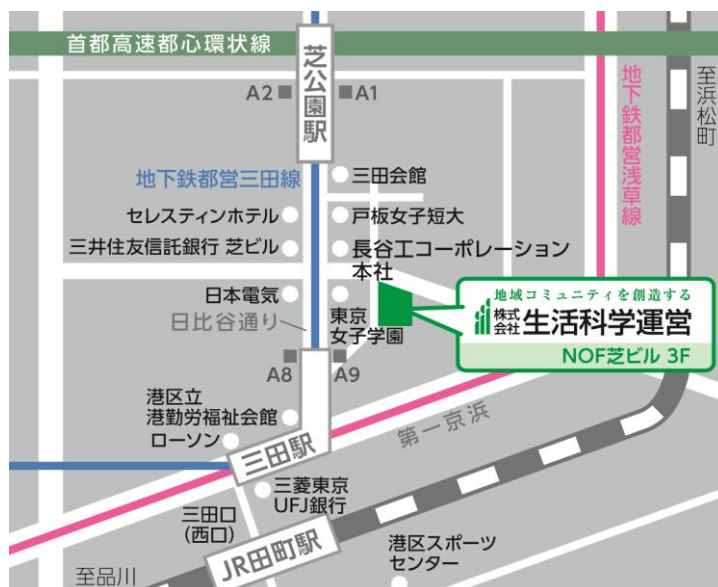 首都高速都心環状線
芝公園駅
A2
A1
地下鉄都営浅草線
至浜松町
地下鉄都営三田線
三田会館
セレスティンホテル
戸板女子短大
三井住友信託銀行 芝ビル
長谷工コーポレーション
本社
日本電気
東京
女子学園
日比谷通り
地域コミュニティを創造する
株式
会社
生活科学運営
NOF芝ビル 3F
A8
A9
港区立
港勤労福祉会館
ローソン
三田駅
第一京浜
三菱東京
UFJ銀行
三田口
(西口)
JR田町駅
港区スポーツ
センター
至品川